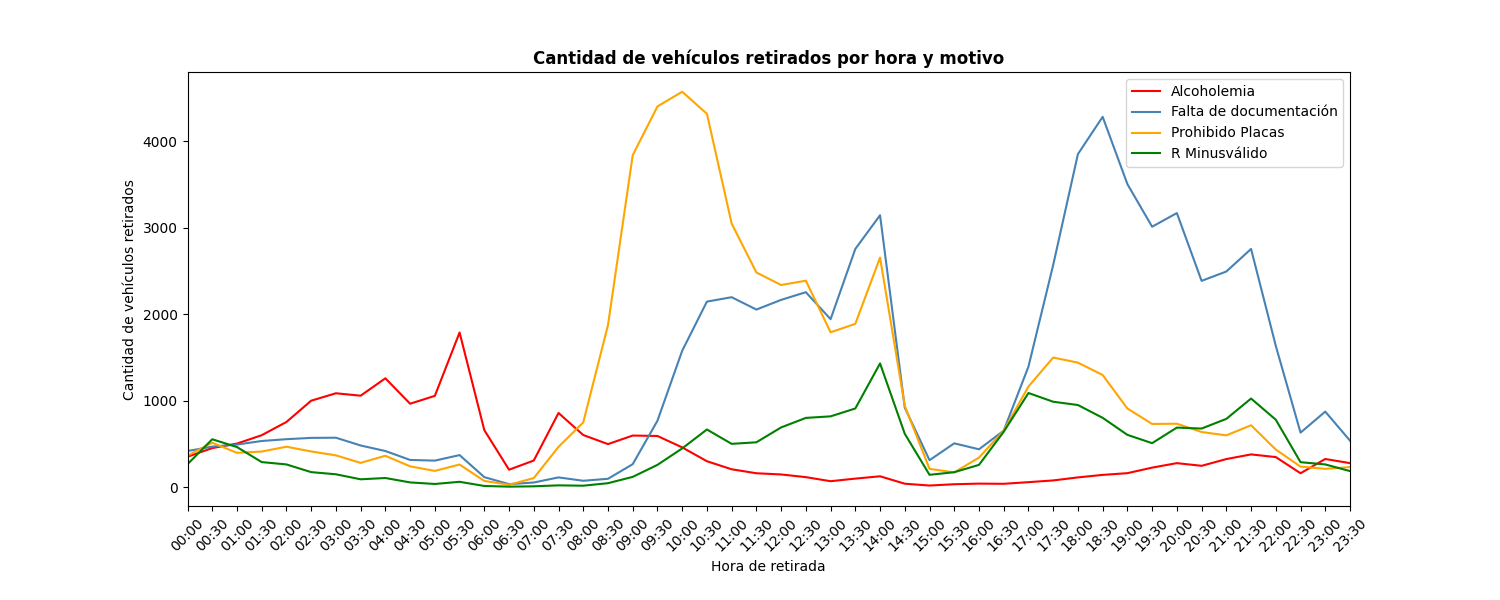 Cantidad de vehículos retirados por hora y motivo
Alcoholemia
Falta de documentación
Prohibido Placas
R Minusválido
Cantidad de vehículos retirados
4000
3000
2000
1000
0
00:00 00:30 01:00 01:30 02:00 02:30 03:00 03:30 04:00 04:30 05:00 05:30 06:00 06:30 07:00 07:30 08:00 08:30 09:00 09:30 10:00 10:30 11:00 11:30 12:00 12:30 13:00 13:30 14:00 14:30 15:00 15:30 16:00 16:30 17:00 17:30 18:00 18:30 19:00 19:30 20:00 20:30 21:00 21:30 22:00 22:30 23:00 23:30
Hora de retirada